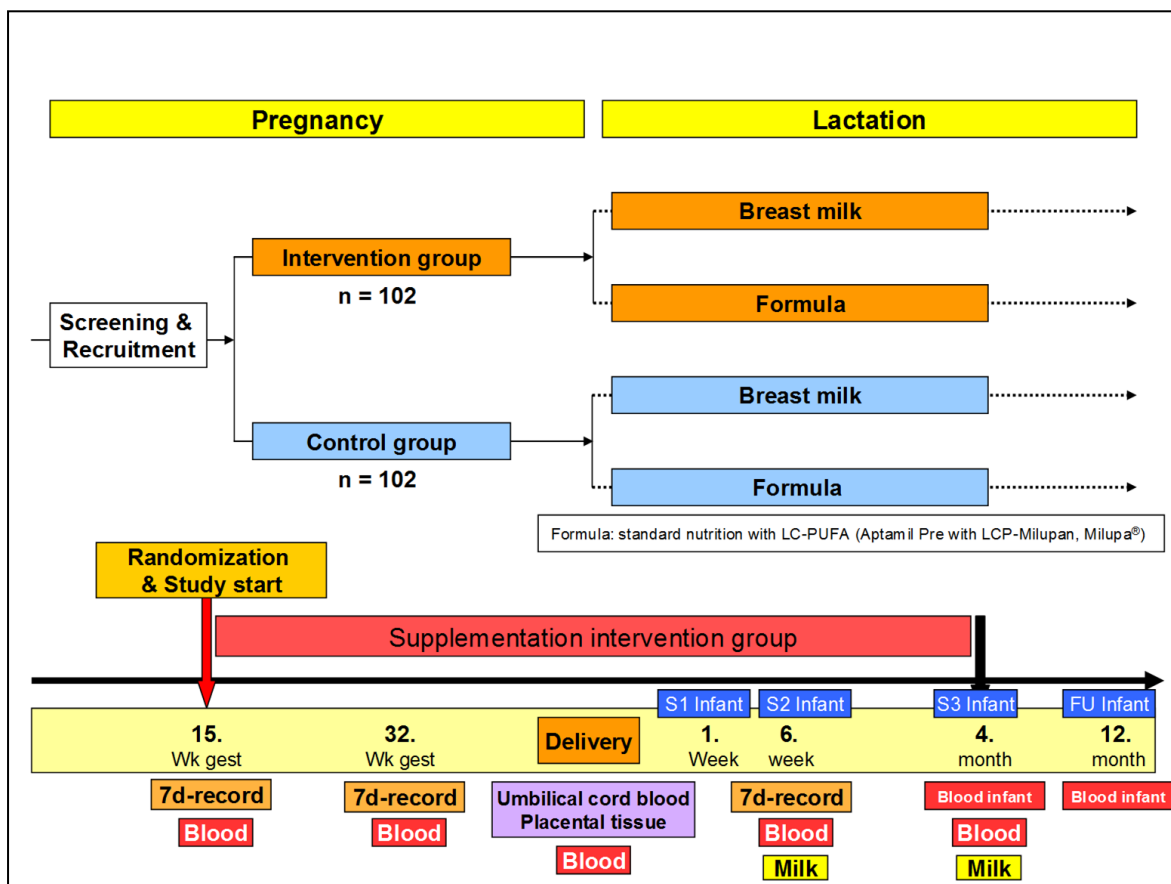 Pregnancy
Lactation
Breast milk
Intervention group
n = 102
Formula
Screening &
Recruitment
Breast milk
Control group
n = 102
Formula
Formula: standard nutrition with LC-PUFA (Aptamil Pre with LCP-Milupan, Milupa®)
Randomization
& Study start
Supplementation intervention group
S1 Infant
S2 Infant
S3 Infant
FU Infant
15.
Wk gest
32.
Wk gest
Delivery
1.
Week
6.
week
4.
month
12.
month
7d-record
Blood
7d-record
Blood
Umbilical cord blood
Placental tissue
Blood
7d-record
Blood
Milk
Blood infant
Blood
Milk
Blood infant